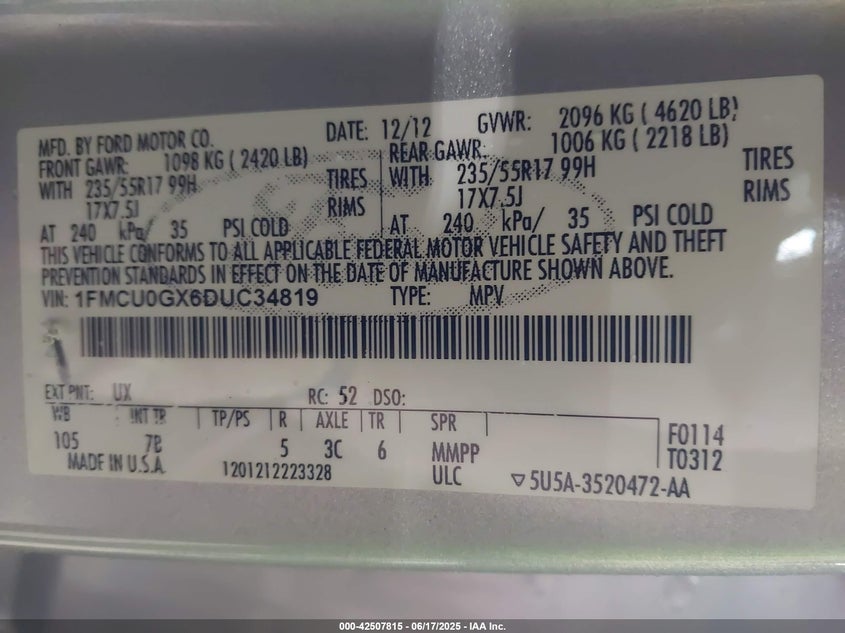 MFD. BY FORD MOTOR CO. DATE: 12/12 GVWR: 2096 KG ( 4620 LB)
FRONT GAWR: 1098 KG ( 2420 LB) REAR GAWR: 1006 KG ( 2218 LB)
WITH 235/55R17 99H TIRES WITH 235/55R17 99H TIRES
17X7.5J RIMS 17X7.5J RIMS
AT 240 kPa/ 35 PSI COLD AT 240 kPa/ 35 PSI COLD
THIS VEHICLE CONFORMS TO ALL APPLICABLE FEDERAL MOTOR VEHICLE SAFETY AND THEFT
PREVENTION STANDARDS IN EFFECT ON THE DATE OF MANUFACTURE SHOWN ABOVE.
VIN: 1FMCU0GX6DUC34819 TYPE: MPV
EXT PNT: UX RC: 52 DSO:
WB INT TR TP/PS R AXLE TR SPR
105 7B 5 3C 6 MMPP F0114
MADE IN U.S.A. 1201212223328 ULC T0312
5U5A-3520472-AA
000-42507815 - 06/17/2025 - IAA Inc.